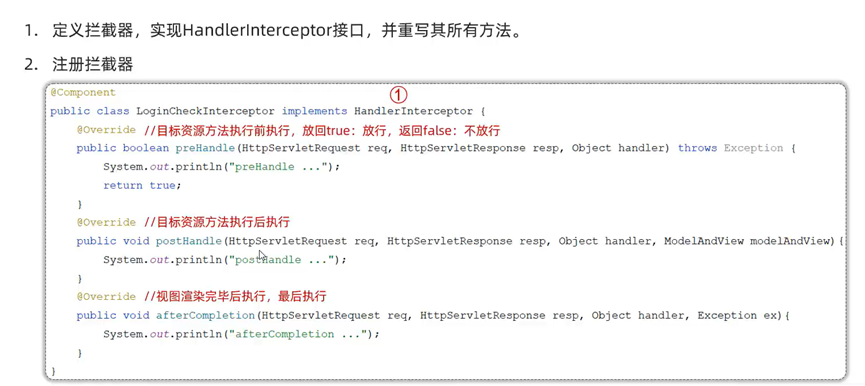 1. 定义拦截器，实现HandlerInterceptor接口，并重写其所有方法。
2. 注册拦截器
①
@Component
public class LoginCheckInterceptor implements HandlerInterceptor {
@Override //目标资源方法执行前执行，放回true：放行，返回false：不放行
public boolean preHandle(HttpServletRequest req, HttpServletResponse resp, Object handler) throws Exception {
System.out.println("preHandle ...");
return true;
}
@Override //目标资源方法执行后执行
public void postHandle(HttpServletRequest req, HttpServletResponse resp, Object handler, ModelAndView modelAndView){
System.out.println("postHandle ...");
}
@Override //视图渲染完毕后执行，最后执行
public void afterCompletion(HttpServletRequest req, HttpServletResponse resp, Object handler, Exception ex){
System.out.println("afterCompletion ...");
}
}